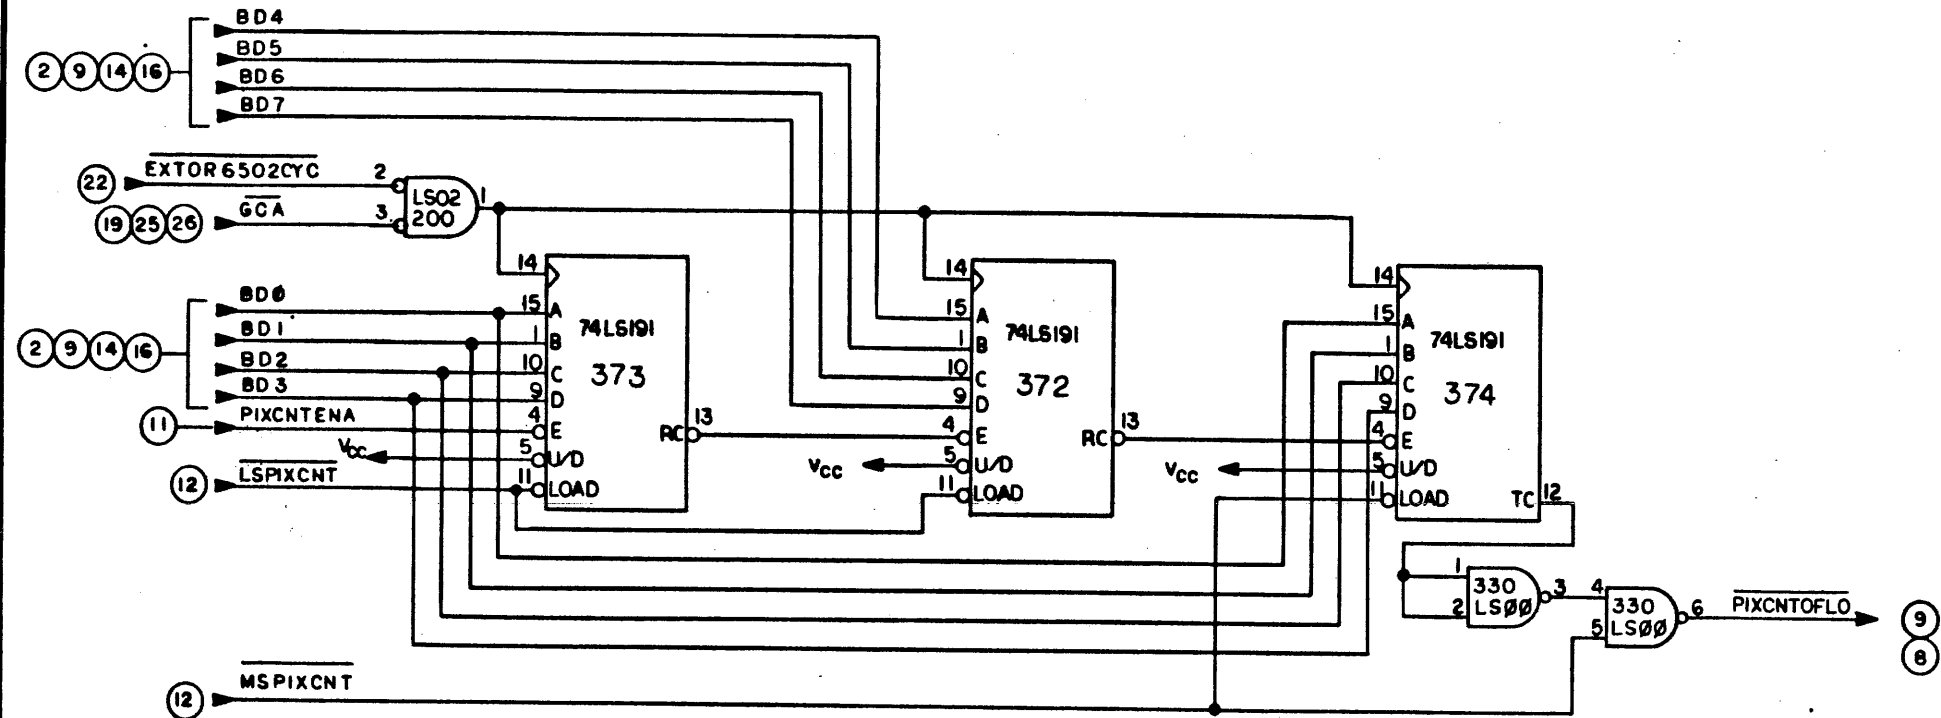 BD4
BD5
2 9 14 16
BD6
BD7
EXTOR6502CYC
22
2
LS02
200
1
GCA
19 25 26
3
BDØ
BD1
2 9 14 16
BD2
BD3
PIXCNTENA
11
VCC
LSPIXCNT
12
14
15 A
1 B
10 C
9 D
4 E
5 U/D
11 LOAD
74LS191
373
RC 13
VCC
14
15 A
1 B
10 C
9 D
4 E
5 U/D
11 LOAD
74LS191
372
RC 13
VCC
14
15 A
1 B
10 C
9 D
4 E
5 U/D
11 LOAD
74LS191
374
TC 12
1
2
330
LSØØ
3
4
5
330
LSØØ
6
PIXCNTOFLO
9
8
MSPIXCNT
12